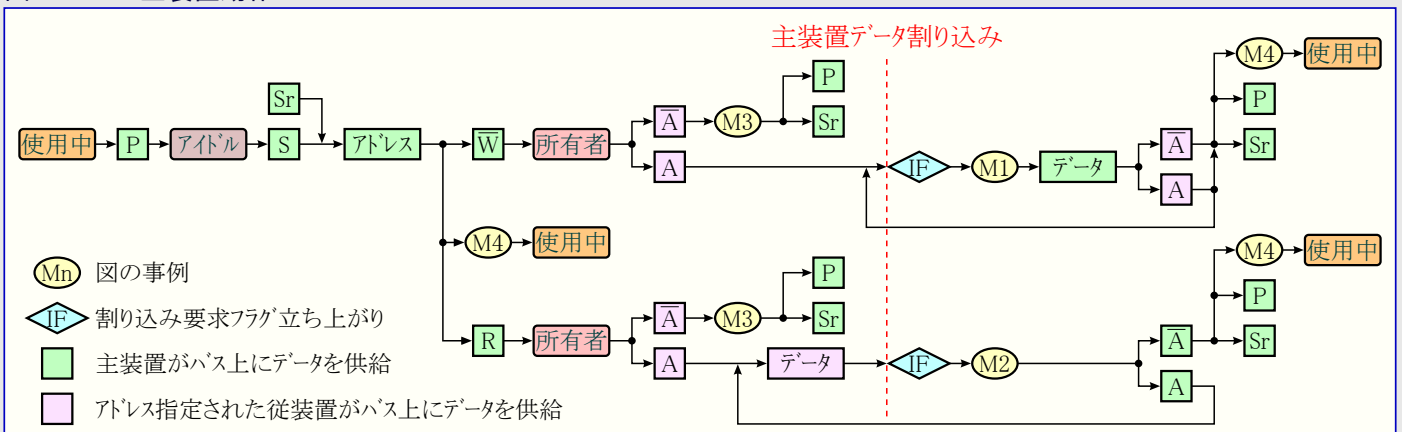 主装置データ割り込み
M4 使用中
P
P
Sr
A M3 Sr
使用中 P アイドル S アドレス W 所有者 A IF M1 データ A Sr
A
M4 使用中
M4 使用中
Mn 図の事例
P
P
IF 割り込み要求フラグ立ち上がり
A M3 Sr
R 所有者 A データ IF M2 A Sr
A
主装置がバス上にデータを供給
アドレス指定された従装置がバス上にデータを供給